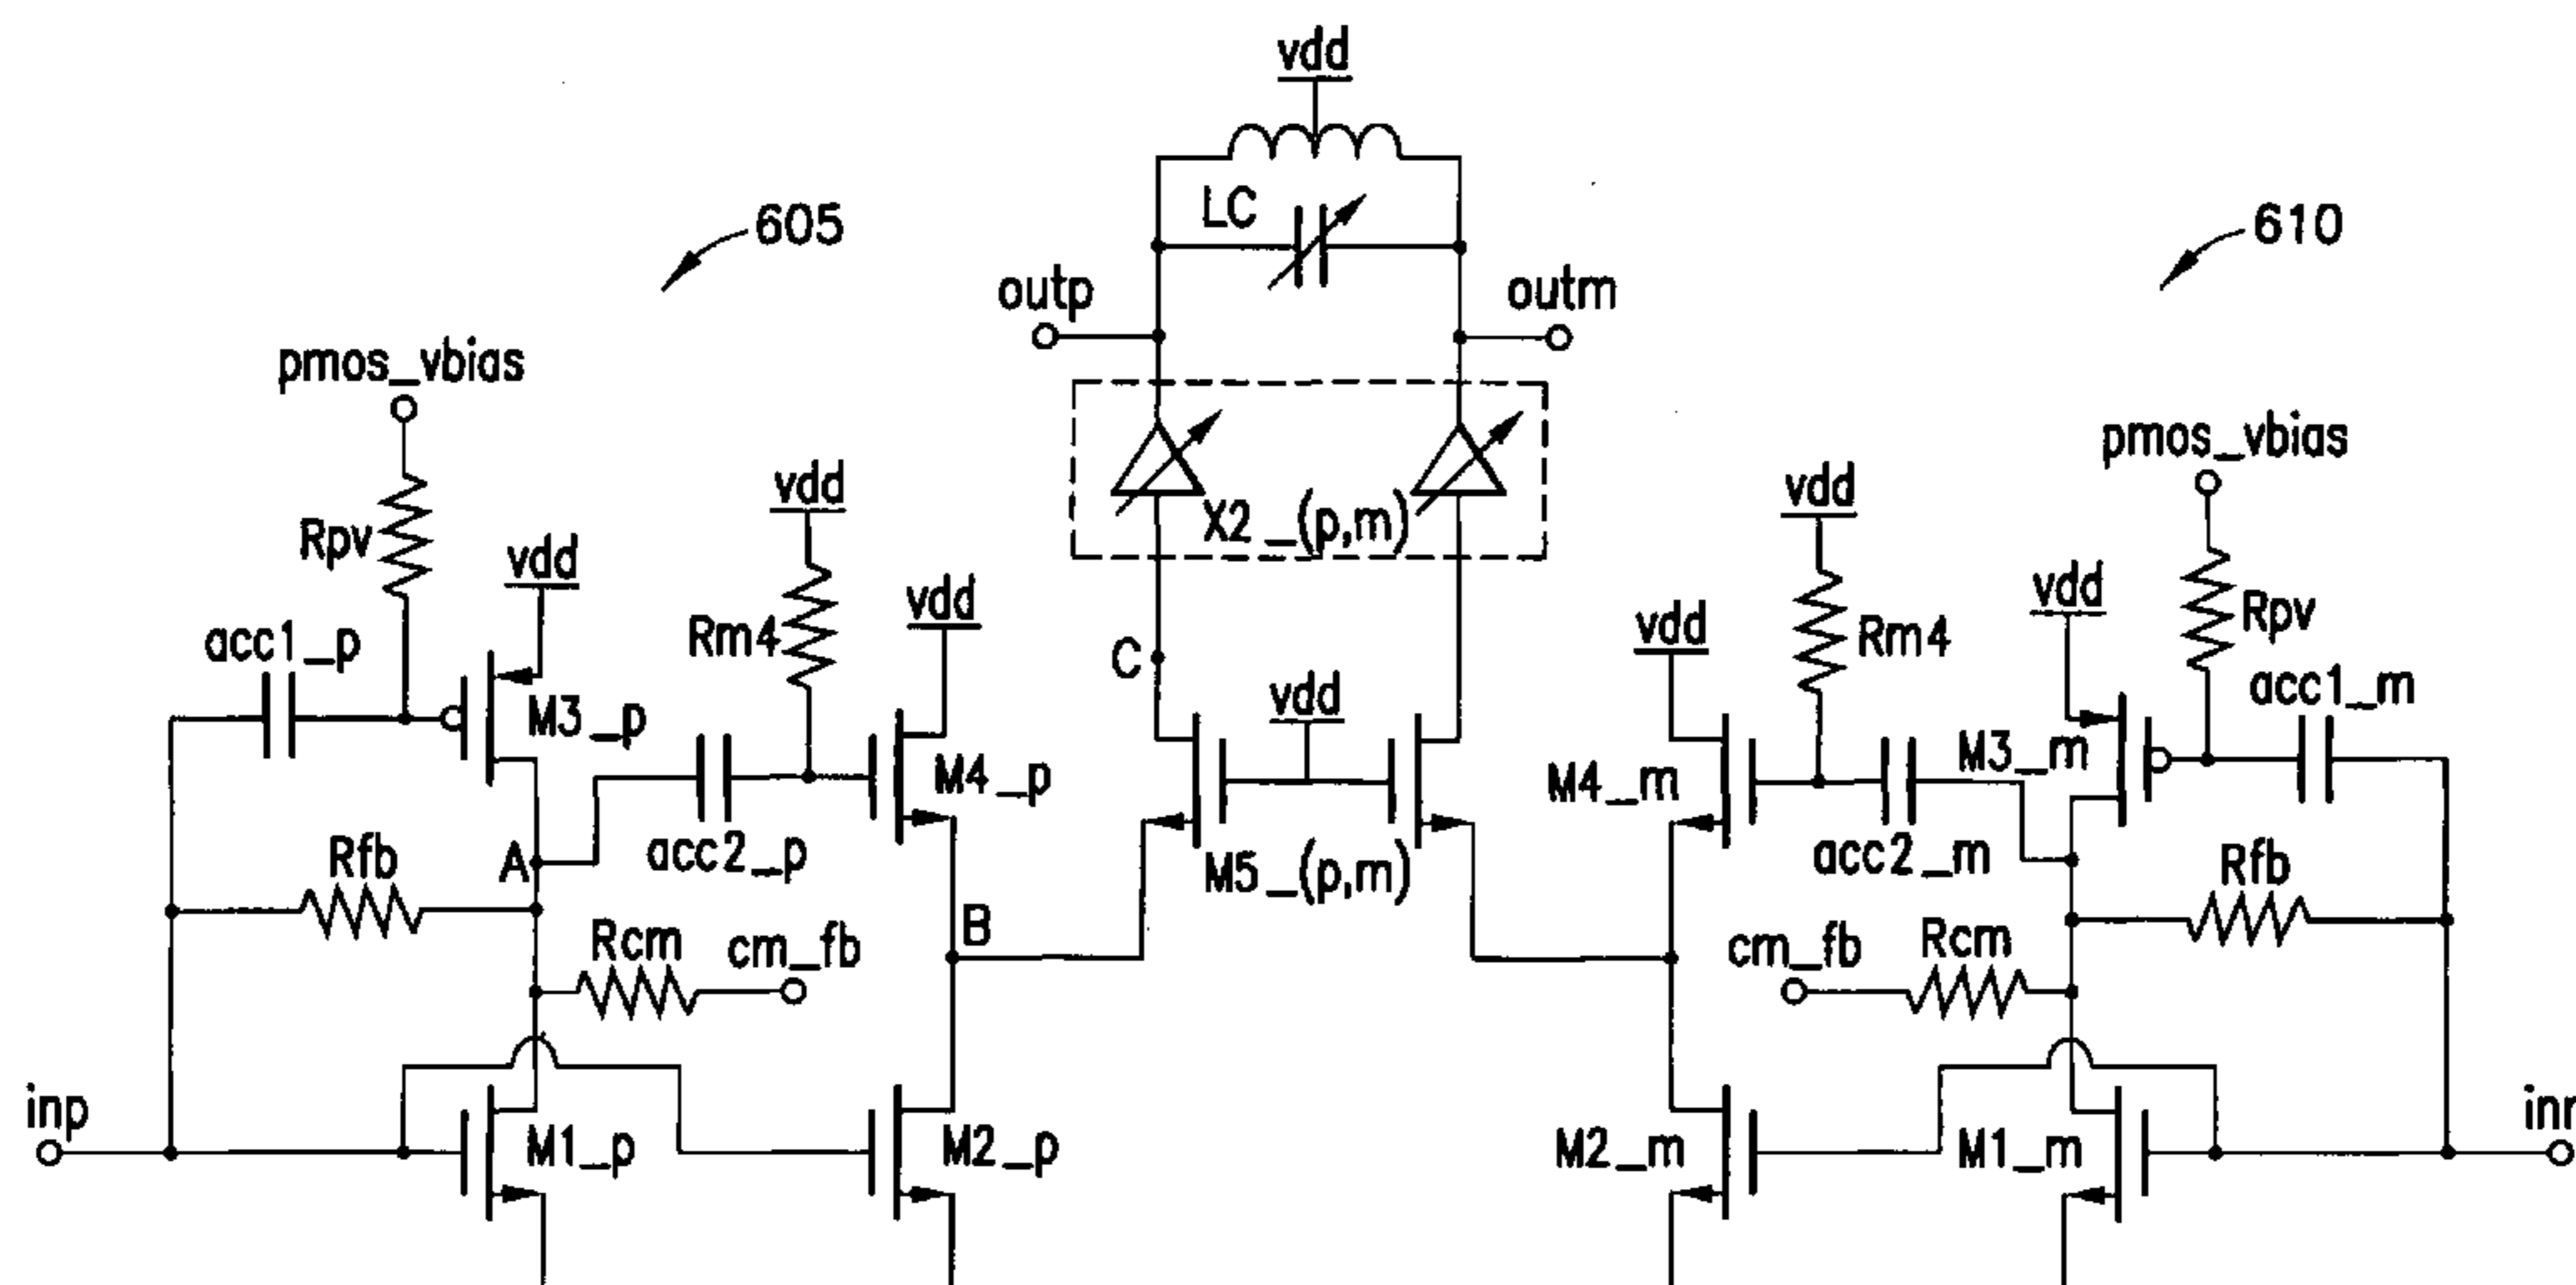 vdd
605
LC
610
outp
outm
pmos_vbias
pmos_vbias
vdd
vdd
Rpv
vdd
X2_(p,m)
vdd
Rpv
acc1_p
Rm4
vdd
vdd
Rm4
acc1_m
C
vdd
M3_p
M4_p
M4_m
M3_m
A
Rfb
acc2_p
M5_(p,m)
acc2_m
Rfb
B
Rcm
cm_fb
cm_fb
Rcm
inp
M1_p
M2_p
M2_m
M1_m